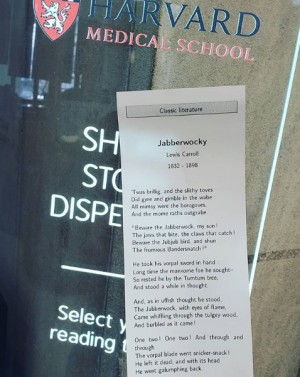 HARVARD
MEDICAL SCHOOL
SH
STO
DISPE
Select y
reading t
Classic literature
Jabberwocky
Lewis Carroll
1832 - 1898
'Twas brillig, and the slithy toves
Did gyre and gimble in the wabe
All mimsy were the borogoves,
And the mome raths outgrabe
"Beware the Jabberwock, my son!
The jaws that bite, the claws that catch!
Beware the Jubjub bird, and shun
The frumious Bandersnatch!"
He took his vorpal sword in hand
Long time the manxome foe he sought-
So rested he by the Tumtum tree,
And stood a while in thought
And, as in uffish thought he stood,
The Jabberwock, with eyes of flame,
Came whiffling through the tulgey wood,
And burbled as it came!
One two! One two! And through and
through
The vorpal blade went snicker-snack!
He left it dead, and with its head
He went galumphing back.